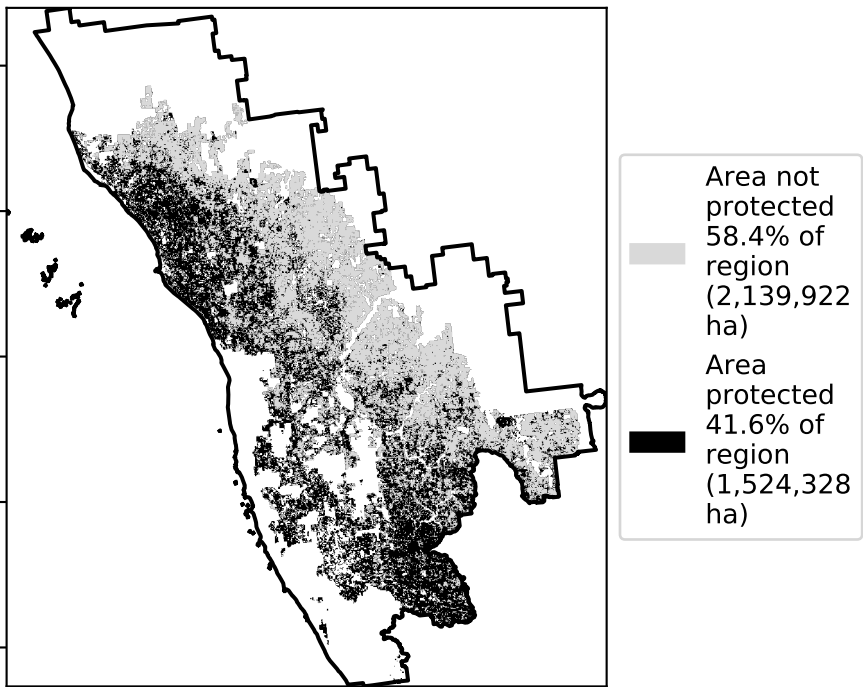 Area not
protected
58.4% of
region
(2,139,922
ha)
Area
protected
41.6% of
region
(1,524,328
ha)